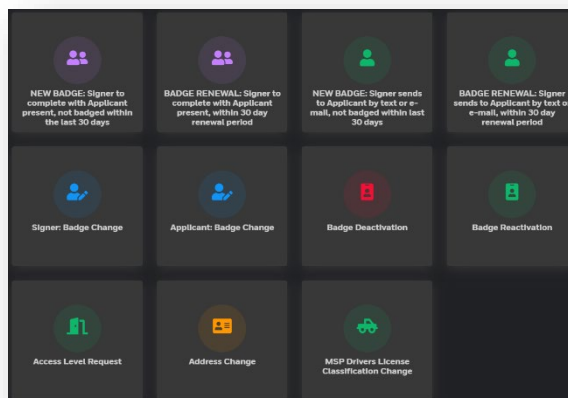 NEW BADGE: Signer to
complete with Applicant
present, not badged within
the last 30 days
BADGE RENEWAL: Signer to
complete with Applicant
present, within 30 day
renewal period
NEW BADGE: Signer sends
to Applicant by text or e-
mail, not badged within last
30 days
BADGE RENEWAL: Signer
sends to Applicant by text or
e-mail, within 30 day
renewal period
Signer: Badge Change
Applicant: Badge Change
Badge Deactivation
Badge Reactivation
Access Level Request
Address Change
MSP Drivers License
Classification Change